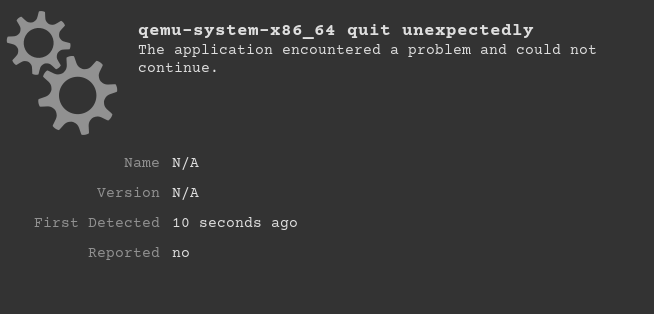 qemu-system-x86_64 quit unexpectedly
The application encountered a problem and could not
continue.
Name N/A
Version N/A
First Detected 10 seconds ago
Reported no